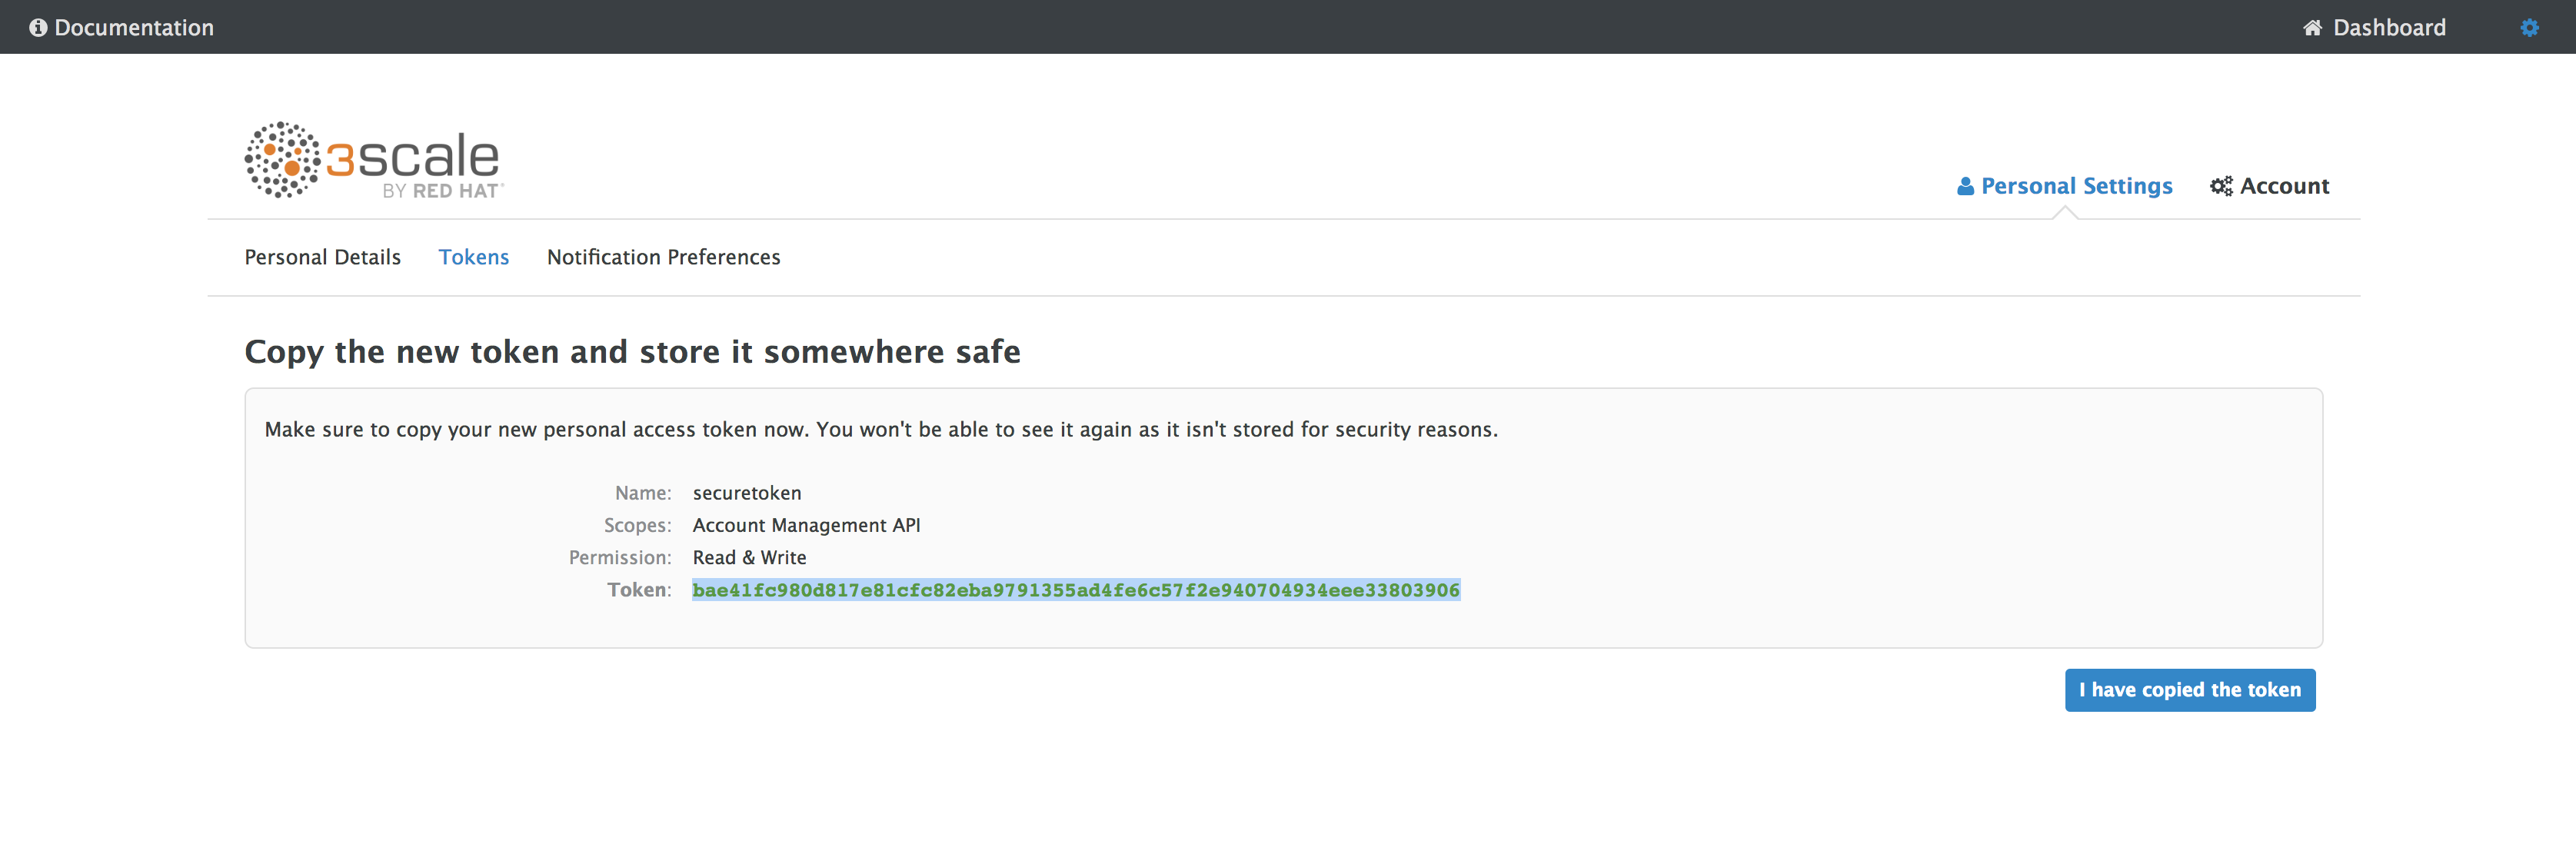 Documentation
Dashboard
3scale
BY RED HAT®
Personal Settings
Account
Personal Details Tokens Notification Preferences
Copy the new token and store it somewhere safe
Make sure to copy your new personal access token now. You won't be able to see it again as it isn't stored for security reasons.
Name: securetoken
Scopes: Account Management API
Permission: Read & Write
Token: bae41fc980d817e81cfc82eba9791355ad4fe6c57f2e940704934eee33803906
I have copied the token